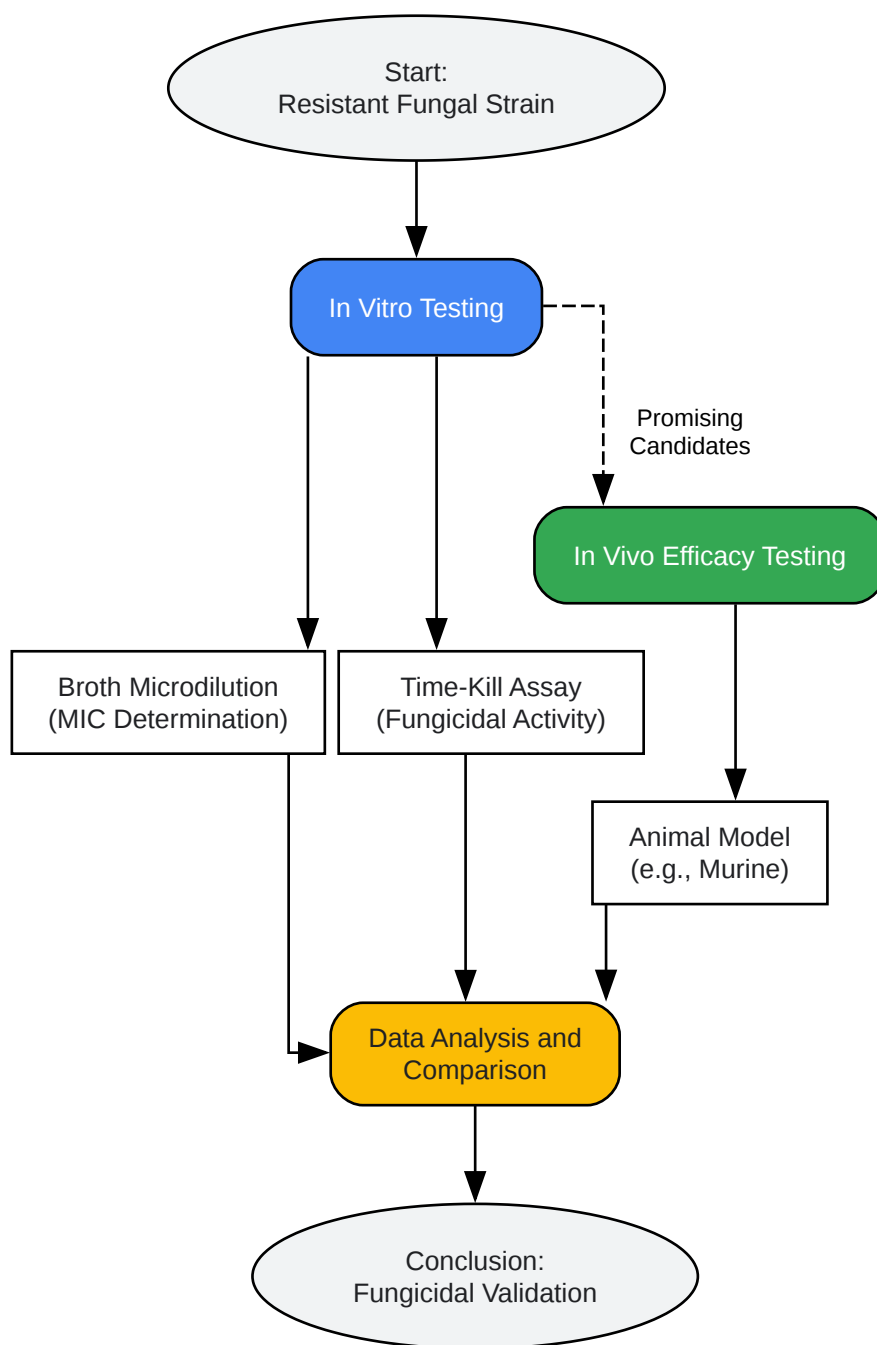 Start:
Resistant Fungal Strain
In Vitro Testing
Promising
Candidates
In Vivo Efficacy Testing
Broth Microdilution
(MIC Determination)
Time-Kill Assay
(Fungicidal Activity)
Animal Model
(e.g., Murine)
Data Analysis and
Comparison
Conclusion:
Fungicidal Validation